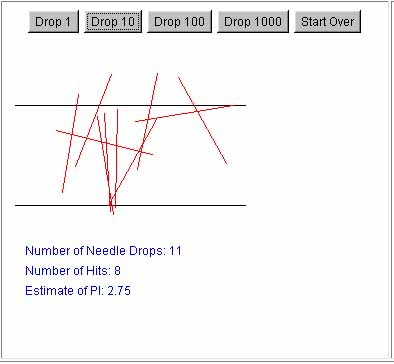 Drop 1 Drop 10 Drop 100 Drop 1000 Start Over
Number of Needle Drops: 11
Number of Hits: 8
Estimate of PI: 2.75